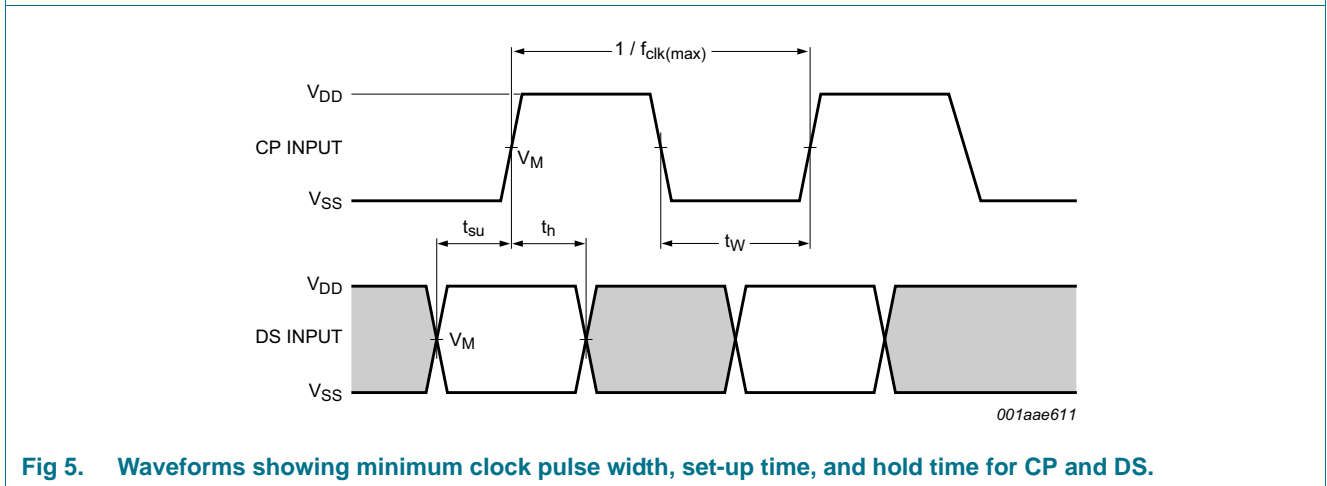 1 / fclk(max)
VDD
CP INPUT
VM
VSS
tsu
th
tW
VDD
DS INPUT
VM
VSS
001aae611
Fig 5. Waveforms showing minimum clock pulse width, set-up time, and hold time for CP and DS.